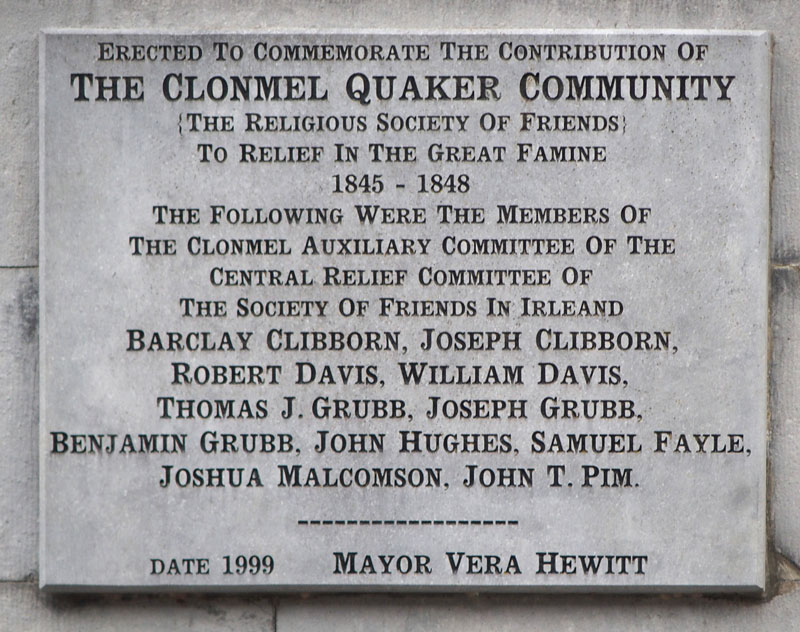 ERECTED TO COMMEMORATE THE CONTRIBUTION OF
THE CLONMEL QUAKER COMMUNITY
{THE RELIGIOUS SOCIETY OF FRIENDS}
TO RELIEF IN THE GREAT FAMINE
1845 - 1848
THE FOLLOWING WERE THE MEMBERS OF
THE CLONMEL AUXILIARY COMMITTEE OF THE
CENTRAL RELIEF COMMITTEE OF
THE SOCIETY OF FRIENDS IN IRLEAND
BARCLAY CLIBBORN, JOSEPH CLIBBORN,
ROBERT DAVIS, WILLIAM DAVIS,
THOMAS J. GRUBB, JOSEPH GRUBB,
BENJAMIN GRUBB, JOHN HUGHES, SAMUEL FAYLE,
JOSHUA MALCOMSON, JOHN T. PIM.
------------------
DATE 1999 MAYOR VERA HEWITT